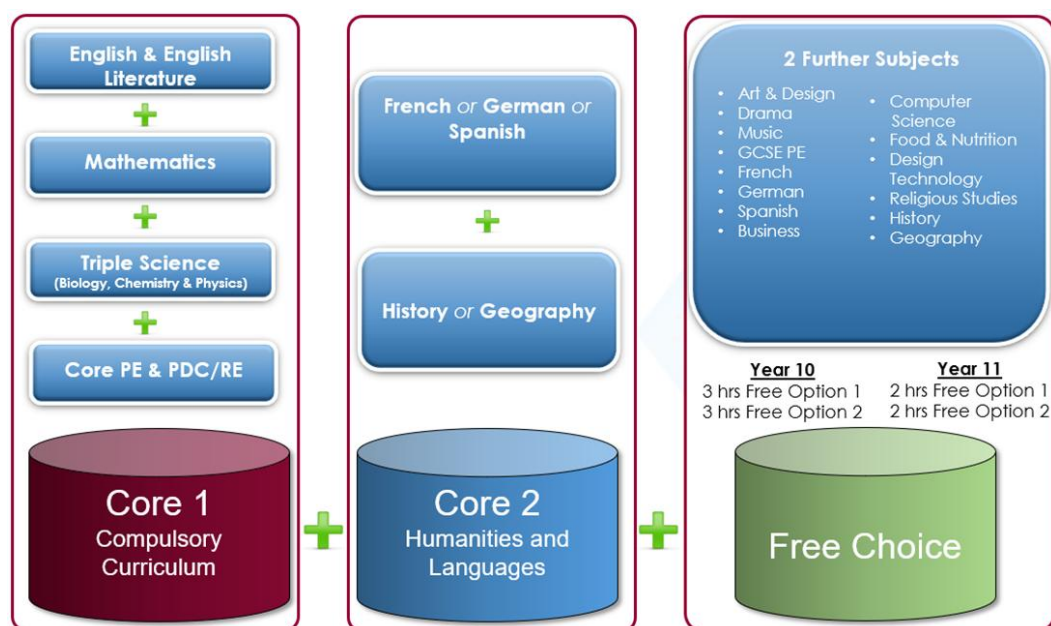 English & English
Literature
Mathematics
Triple Science
(Biology, Chemistry & Physics)
Core PE & PDC/RE
Core 1
Compulsory
Curriculum
French or German or
Spanish
History or Geography
Core 2
Humanities and
Languages
2 Further Subjects
• Art & Design
• Drama
• Music
• GCSE PE
• French
• German
• Spanish
• Business
• Computer
Science
• Food & Nutrition
• Design
Technology
• Religious Studies
• History
• Geography
Year 10
3 hrs Free Option 1
3 hrs Free Option 2
Year 11
2 hrs Free Option 1
2 hrs Free Option 2
Free Choice